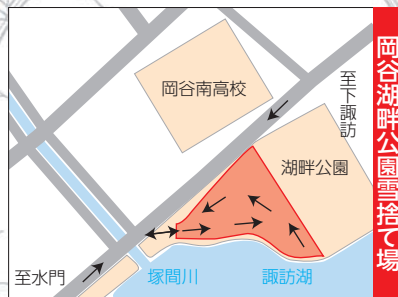 岡谷湖畔公園雪捨て場
岡谷南高校
至下諏訪
湖畔公園
至水門
塚間川
諏訪湖